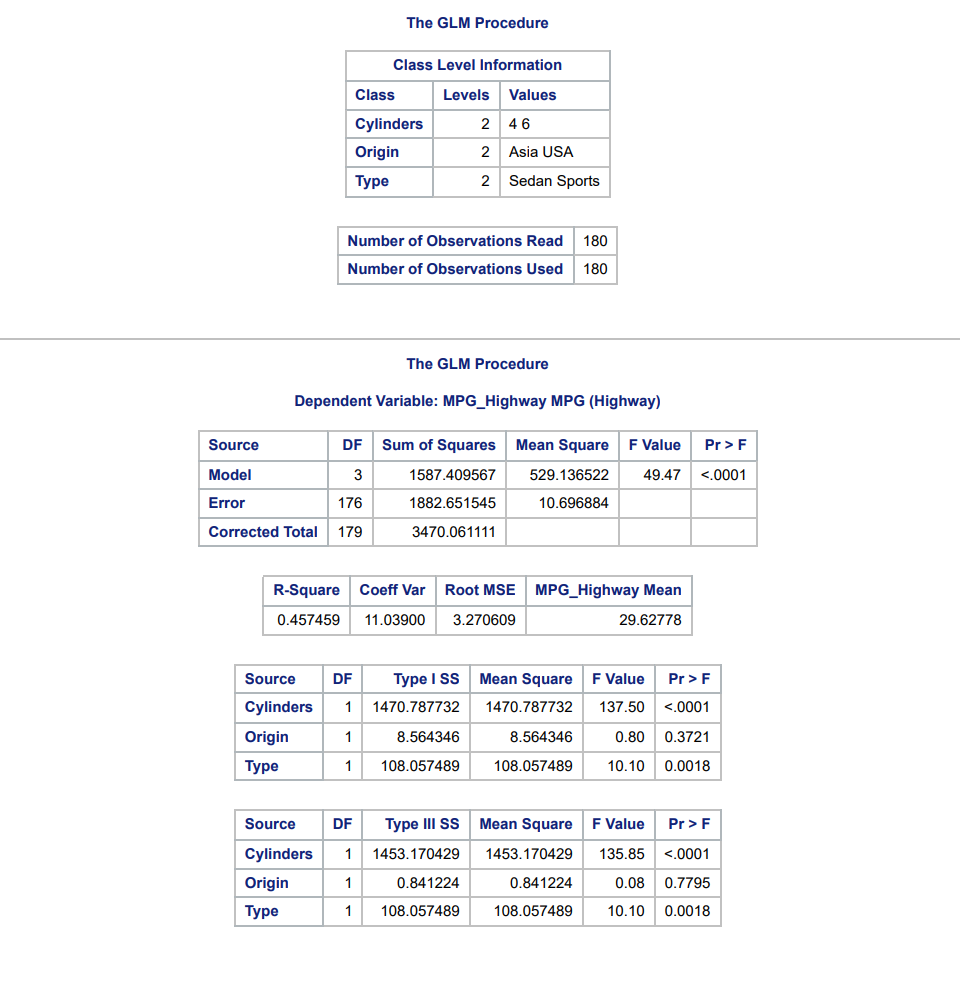 The GLM Procedure
Class Level Information
Class Levels Values
Cylinders 2 4 6
Origin 2 Asia USA
Type 2 Sedan Sports
Number of Observations Read 180
Number of Observations Used 180
The GLM Procedure
Dependent Variable: MPG_Highway MPG (Highway)
Source DF Sum of Squares Mean Square F Value Pr > F
Model 3 1587.409567 529.136522 49.47 <.0001
Error 176 1882.651545 10.696884
Corrected Total 179 3470.061111
R-Square Coeff Var Root MSE MPG_Highway Mean
0.457459 11.03900 3.270609 29.62778
Source DF Type I SS Mean Square F Value Pr > F
Cylinders 1 1470.787732 1470.787732 137.50 <.0001
Origin 1 8.564346 8.564346 0.80 0.3721
Type 1 108.057489 108.057489 10.10 0.0018
Source DF Type III SS Mean Square F Value Pr > F
Cylinders 1 1453.170429 1453.170429 135.85 <.0001
Origin 1 0.841224 0.841224 0.08 0.7795
Type 1 108.057489 108.057489 10.10 0.0018